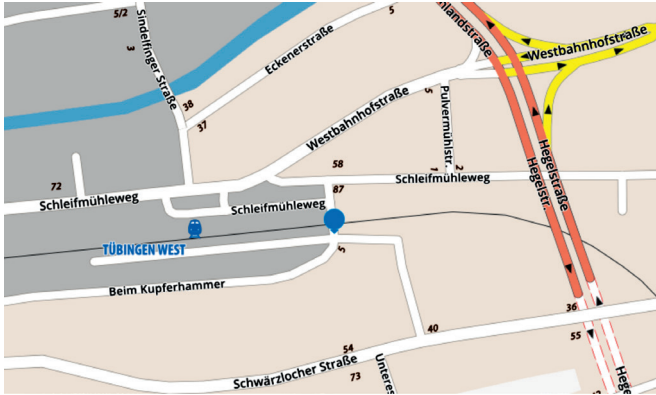 5/2
Sindelfinger Straße
3
5
Eckenerstraße
38
37
Westbahnhofstraße
Westbahnhofstraße
5
Pulvermühlstr.
1
2
Hegelstraße
Hegelstr.
58
72
Schleifmühleweg
87
Schleifmühleweg
Schleifmühleweg
TÜBINGEN WEST
5
Beim Kupferhammer
36
40
55
54
Schwärzlocher Straße
73
Unteres
Hege